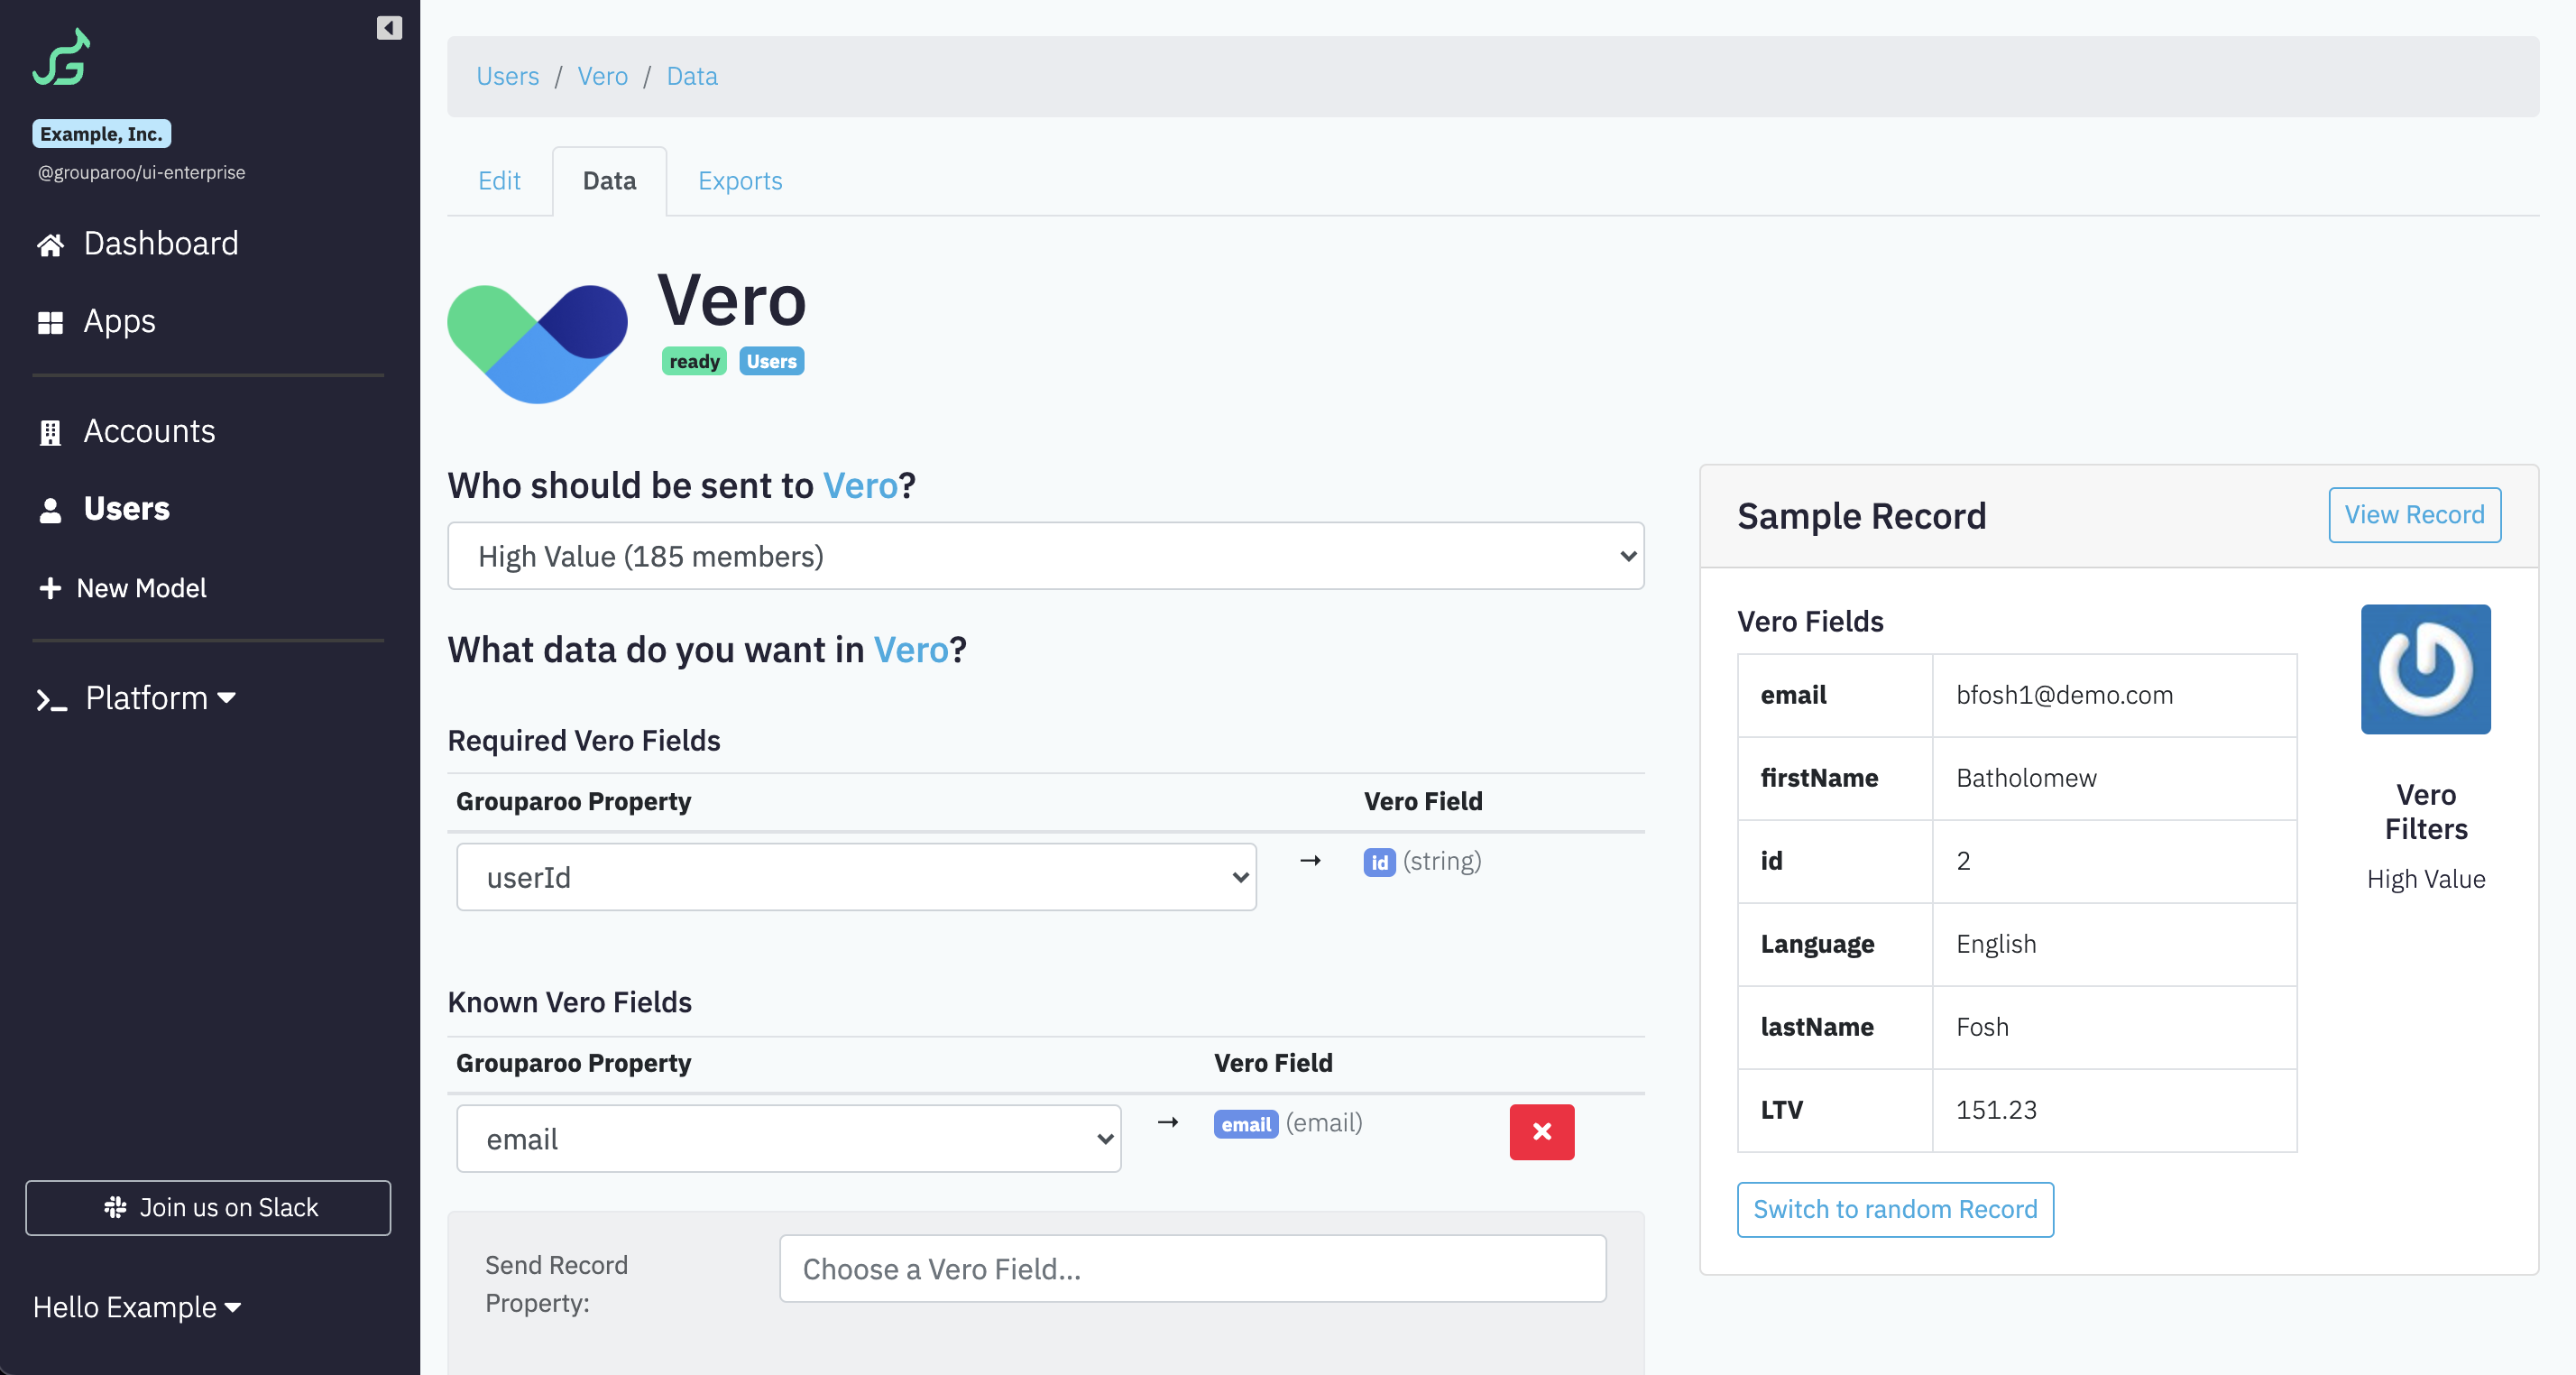 Example, Inc.
@grouparoo/ui-enterprise
Dashboard
Apps
Accounts
Users
New Model
Platform
Join us on Slack
Hello Example
Users / Vero / Data
Edit
Data
Exports
Vero
ready
Users
Who should be sent to Vero?
High Value (185 members)
What data do you want in Vero?
Required Vero Fields
Grouparoo Property
Vero Field
userId
→
id (string)
Known Vero Fields
Grouparoo Property
Vero Field
email
→
email (email)
Send Record
Property:
Choose a Vero Field...
Sample Record
View Record
Vero Fields
email
bfosh1@demo.com
firstName
Batholomew
id
2
Language
English
lastName
Fosh
LTV
151.23
Vero
Filters
High Value
Switch to random Record